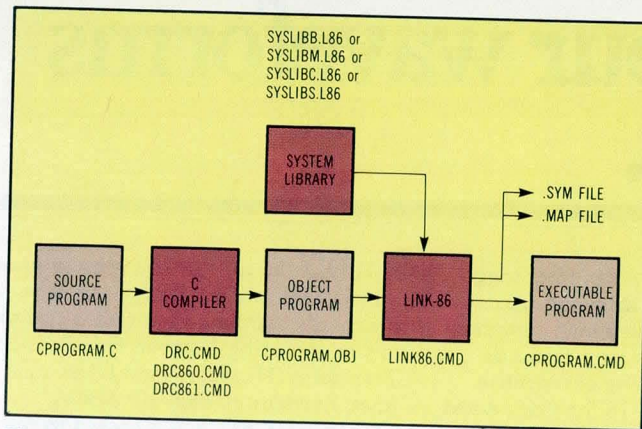 SYSLIBB.L86 or
SYSLIBM.L86 or
SYSLIBC.L86 or
SYSLIBS.L86
SYSTEM
LIBRARY
.SYM FILE
.MAP FILE
SOURCE
PROGRAM
C
COMPILER
OBJECT
PROGRAM
LINK-86
EXECUTABLE
PROGRAM
CPROGRAM.C
DRC.CMD
DRC860.CMD
DRC861.CMD
CPROGRAM.OBJ
LINK86.CMD
CPROGRAM.CMD